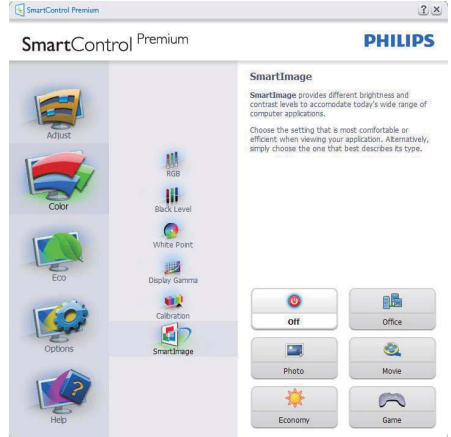 SmartControl Premium
SmartControl Premium
PHILIPS
Adjust
Color
Eco
Options
Help
RGB
Black Level
White Point
Display Gamma
Calibration
SmartImage
SmartImage
SmartImage provides different brightness and
contrast levels to accomodate today's wide range of
computer applications.
Choose the setting that is most comfortable or
efficient when viewing your application. Alternatively,
simply choose the one that best describes its type.
Off
Office
Photo
Movie
Economy
Game